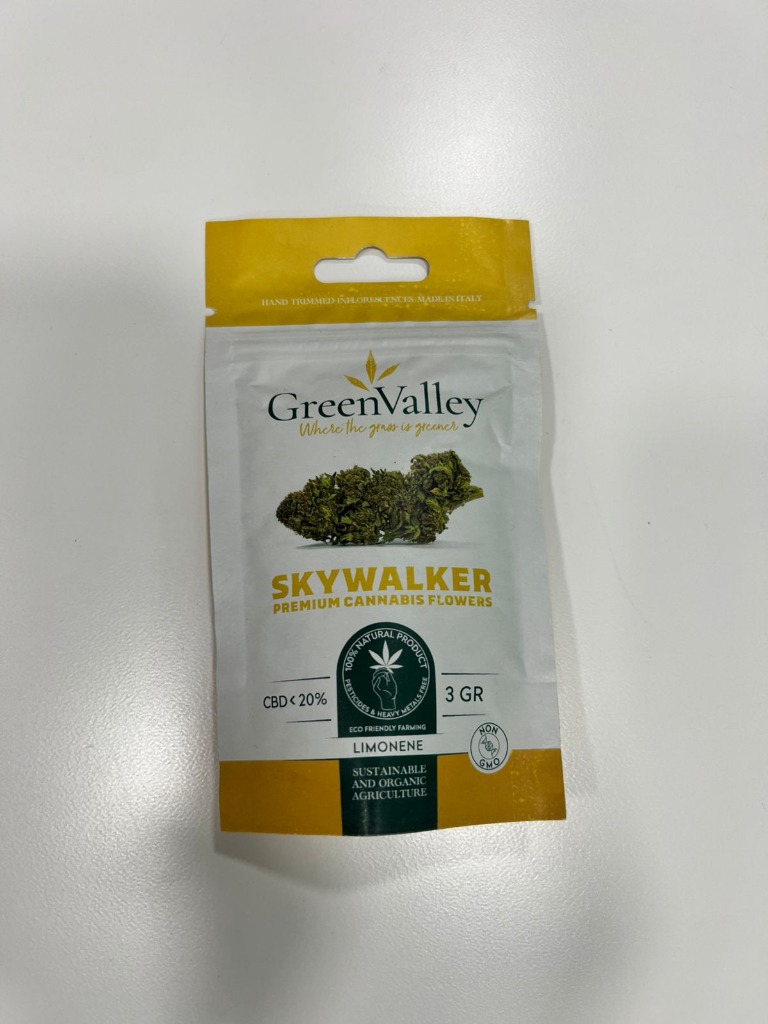 HAND TRIMMED INFLORESCENCES - MADE IN ITALY
GreenValley
Where the grass is greener
SKYWALKER
PREMIUM CANNABIS FLOWERS
100% NATURAL PRODUCT
PESTICIDES & HEAVY METALS FREE
CBD < 20%
3 GR
ECO FRIENDLY FARMING
LIMONENE
NON
GMO
SUSTAINABLE
AND ORGANIC
AGRICULTURE